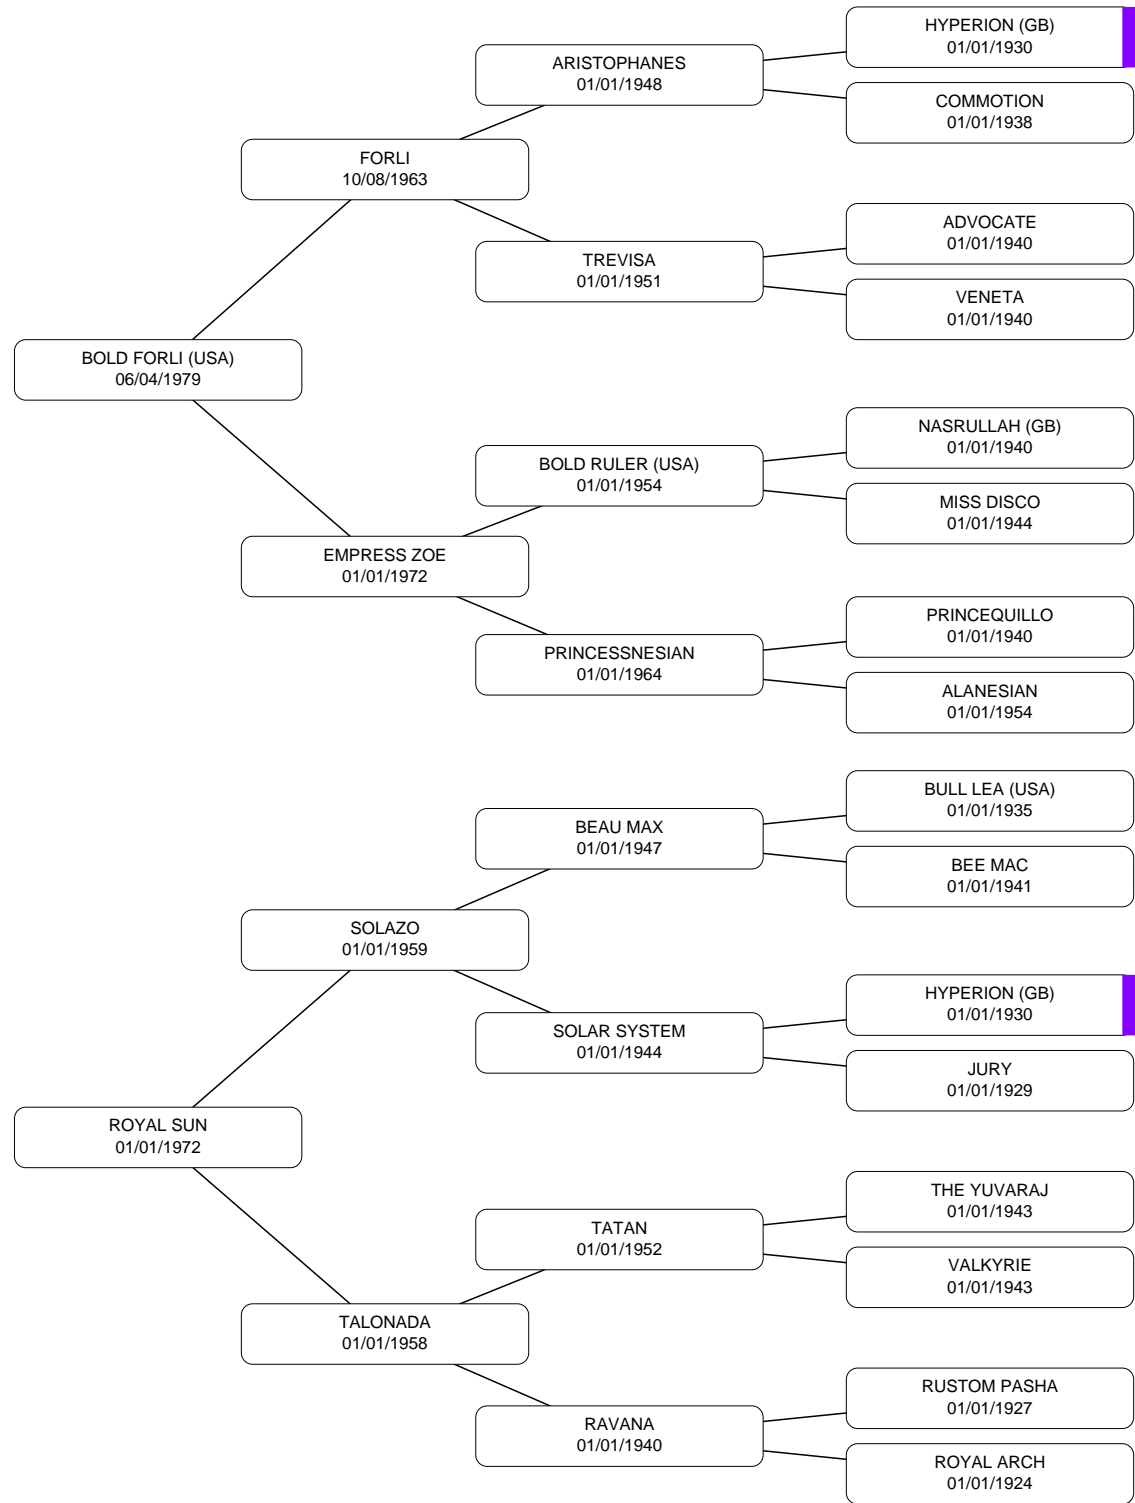 HYPERION (GB)
01/01/1930
ARISTOPHANES
01/01/1948
COMMOTION
01/01/1938
FORLI
10/08/1963
ADVOCATE
01/01/1940
TREVISA
01/01/1951
VENETA
01/01/1940
BOLD FORLI (USA)
06/04/1979
NASRULLAH (GB)
01/01/1940
BOLD RULER (USA)
01/01/1954
MISS DISCO
01/01/1944
EMPRESS ZOE
01/01/1972
PRINCEQUILLO
01/01/1940
PRINCESSNESIAN
01/01/1964
ALANESIAN
01/01/1954
BULL LEA (USA)
01/01/1935
BEAU MAX
01/01/1947
BEE MAC
01/01/1941
SOLAZO
01/01/1959
HYPERION (GB)
01/01/1930
SOLAR SYSTEM
01/01/1944
JURY
01/01/1929
ROYAL SUN
01/01/1972
THE YUVARAJ
01/01/1943
TATAN
01/01/1952
VALKYRIE
01/01/1943
TALONADA
01/01/1958
RUSTOM PASHA
01/01/1927
RAVANA
01/01/1940
ROYAL ARCH
01/01/1924